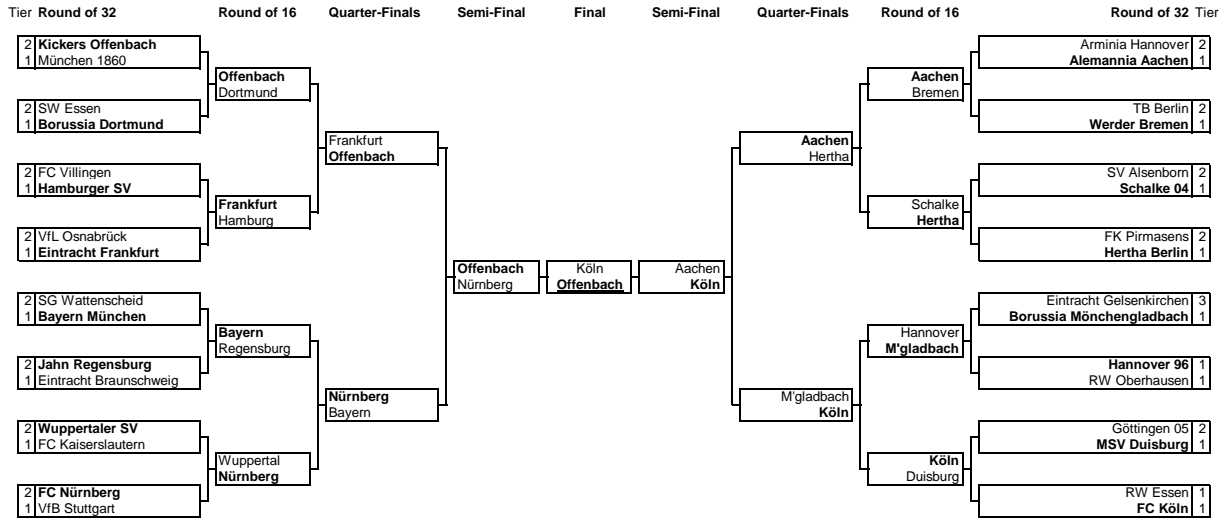 Tier Round of 32 Round of 16 Quarter-Finals Semi-Final Final Semi-Final Quarter-Finals Round of 16 Round of 32 Tier
2 Kickers Offenbach
1 München 1860
Offenbach
Dortmund
2 SW Essen
1 Borussia Dortmund
Frankfurt
Offenbach
2 FC Villingen
1 Hamburger SV
Frankfurt
Hamburg
2 VfL Osnabrück
1 Eintracht Frankfurt
Offenbach
Nürnberg
2 SG Wattenscheid
1 Bayern München
Bayern
Regensburg
2 Jahn Regensburg
1 Eintracht Braunschweig
Nürnberg
Bayern
2 Wuppertaler SV
1 FC Kaiserslautern
Wuppertal
Nürnberg
2 FC Nürnberg
1 VfB Stuttgart
Köln
Offenbach
Aachen
Köln
Aachen
Hertha
M'gladbach
Köln
Aachen
Bremen
Schalke
Hertha
Hannover
M'gladbach
Köln
Duisburg
Arminia Hannover 2
Alemannia Aachen 1
TB Berlin 2
Werder Bremen 1
SV Alsenborn 2
Schalke 04 1
FK Pirmasens 2
Hertha Berlin 1
Eintracht Gelsenkirchen 3
Borussia Mönchengladbach 1
Hannover 96 1
RW Oberhausen 1
Göttingen 05 2
MSV Duisburg 1
RW Essen 1
FC Köln 1